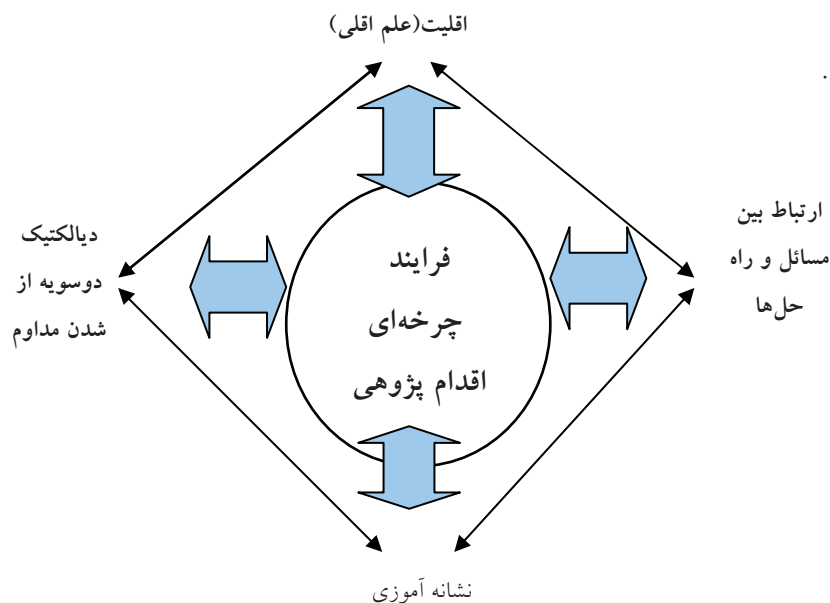 اقلیت(علم اقلی)
.
ارتباط بین
مسائل و راه
حل‌ها
فرایند
چرخه‌ای
اقدام پژوهی
دیالکتیک
دوسویه از
شدن مداوم
نشانه آموزی